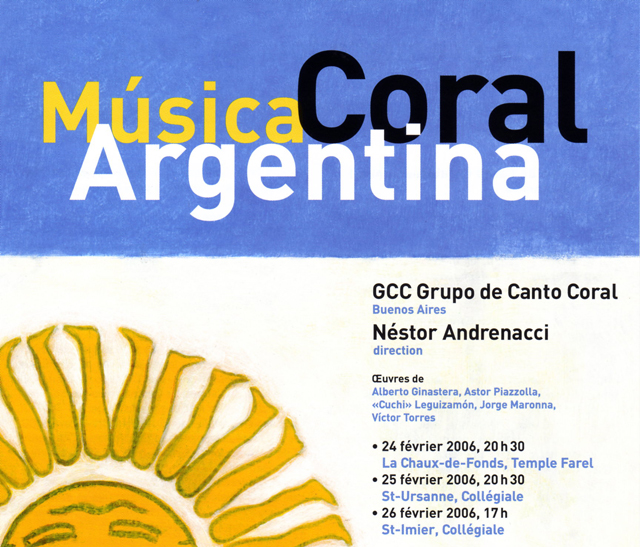 Música Coral
Argentina
GCC Grupo de Canto Coral
Buenos Aires
Néstor Andrenacci
direction
Œuvres de
Alberto Ginastera, Astor Piazzolla,
«Cuchi» Leguizamón, Jorge Maronna,
Víctor Torres
• 24 février 2006, 20 h 30
La Chaux-de-Fonds, Temple Farel
• 25 février 2006, 20 h 30
St-Ursanne, Collégiale
• 26 février 2006, 17 h
St-Imier, Collégiale